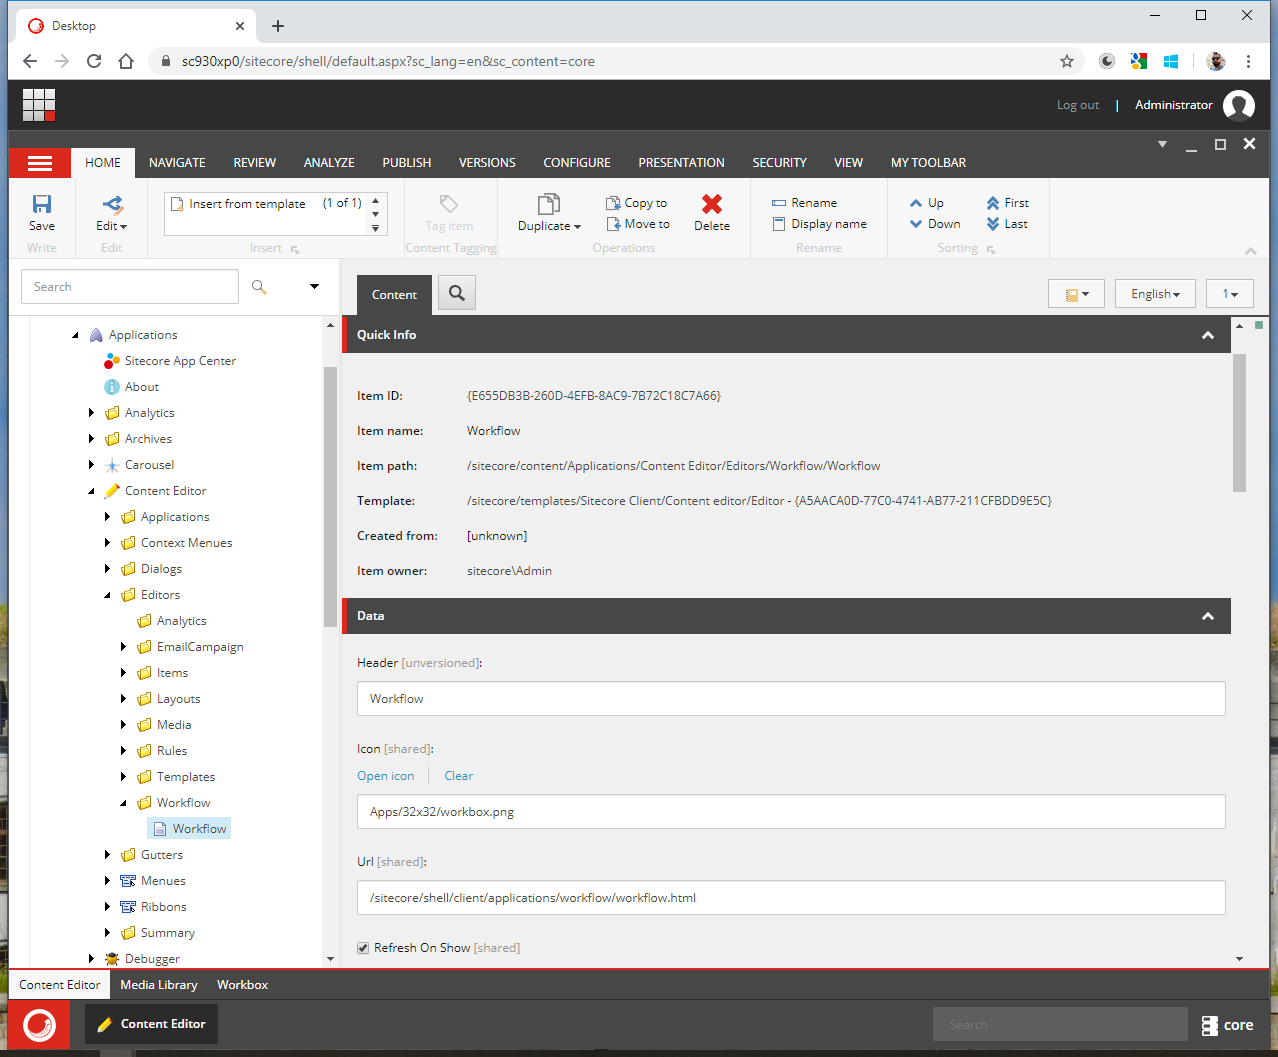 Desktop
sc930xp0/sitecore/shell/default.aspx?sc_lang=en&sc_content=core
Log out | Administrator
HOME NAVIGATE REVIEW ANALYZE PUBLISH VERSIONS CONFIGURE PRESENTATION SECURITY VIEW MY TOOLBAR
Insert from template (1 of 1) Copy to Rename Up First
Save Edit Tag item Duplicate Move to Delete Display name Down Last
Write Edit Insert Content Tagging Operations Rename Sorting
Search
Content English 1
Applications
Sitecore App Center
About
Analytics
Archives
Carousel
Content Editor
Applications
Context Menues
Dialogs
Editors
Analytics
EmailCampaign
Items
Layouts
Media
Rules
Templates
Workflow
Workflow
Gutters
Menues
Ribbons
Summary
Debugger
Quick Info
Item ID: {E655DB3B-260D-4EFB-8AC9-7B72C18C7A66}
Item name: Workflow
Item path: /sitecore/content/Applications/Content Editor/Editors/Workflow/Workflow
Template: /sitecore/templates/Sitecore Client/Content editor/Editor - {A5AACA0D-77C0-4741-AB77-211CFBDD9E5C}
Created from: [unknown]
Item owner: sitecore\Admin
Data
Header [unversioned]:
Workflow
Icon [shared]:
Open icon Clear
Apps/32x32/workbox.png
Url [shared]:
/sitecore/shell/client/applications/workflow/workflow.html
Refresh On Show [shared]
Content Editor Media Library Workbox
Content Editor Search core